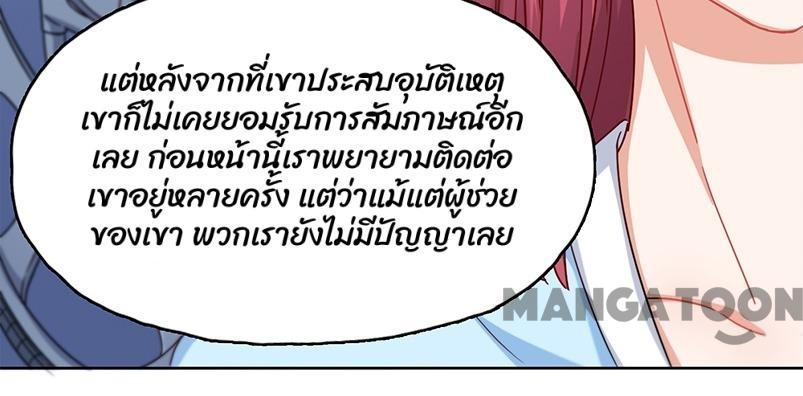 แต่หลังจากที่เขาประสบอุบัติเหตุ
เขาก็ไม่เคยยอมรับการสัมภาษณ์อีก
เลย ก่อนหน้านี้เราพยายามติดต่อ
เขาอยู่หลายครั้ง แต่ว่าแม้แต่ผู้ช่วย
ของเขา พวกเรายังไม่มีปัญญาเลย
MANGATOON